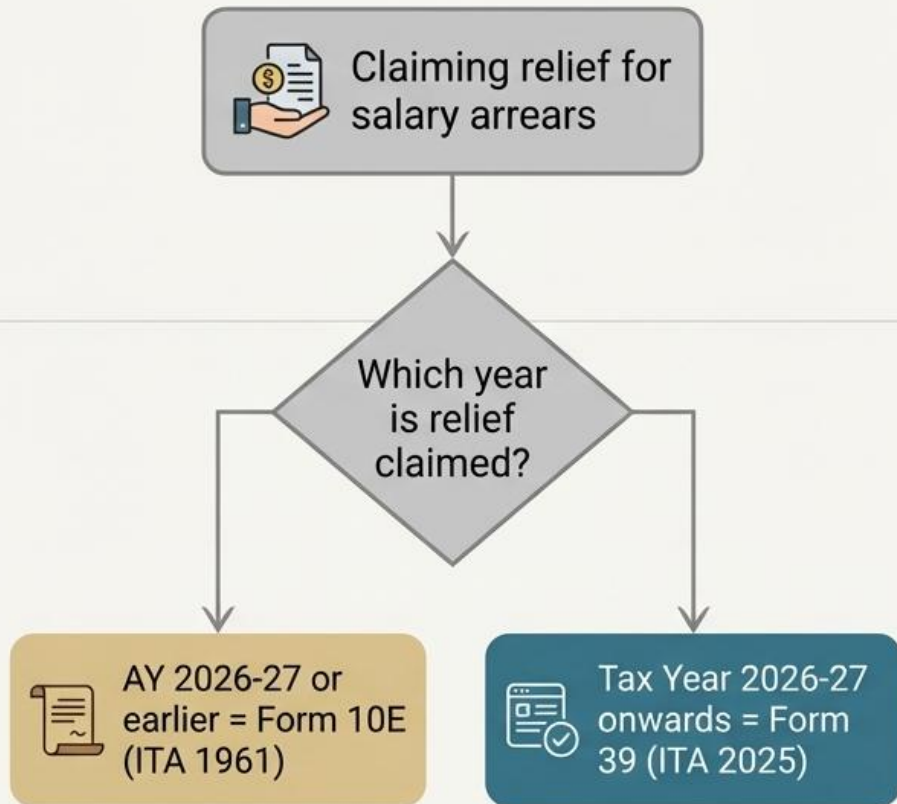 Claiming relief for
salary arrears
Which year
is relief
claimed?
AY 2026-27 or
earlier = Form 10E
(ITA 1961)
Tax Year 2026-27
onwards = Form
39 (ITA 2025)